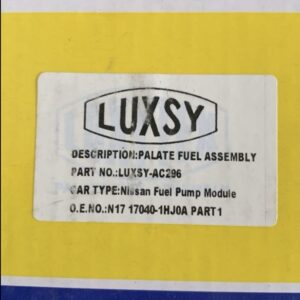 LUXSY
DESCRIPTION:PALATE FUEL ASSEMBLY
PART NO.:LUXSY-AC296
CAR TYPE:Nissan Fuel Pump Module
O.E.NO.:N17 17040-1HJ0A PART1